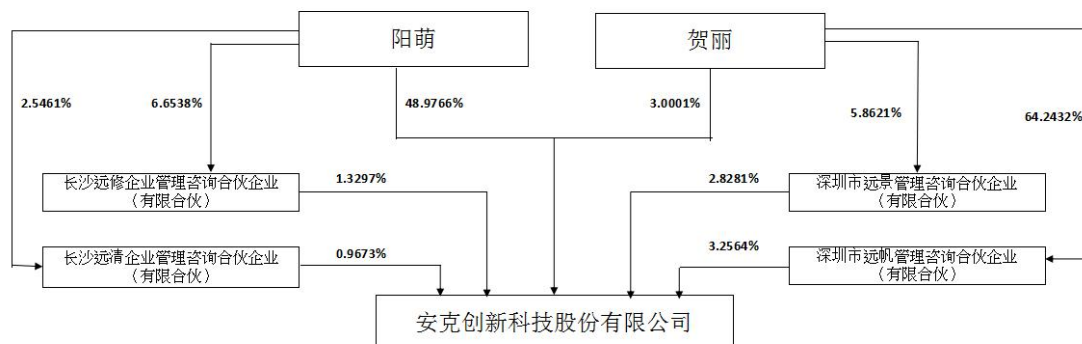 阳萌
贺丽
2.5461%
6.6538%
48.9766%
3.0001%
5.8621%
64.2432%
长沙远修企业管理咨询合伙企业
（有限合伙）
1.3297%
2.8281%
深圳市远景管理咨询合伙企业
（有限合伙）
长沙远清企业管理咨询合伙企业
（有限合伙）
0.9673%
3.2564%
深圳市远帆管理咨询合伙企业
（有限合伙）
安克创新科技股份有限公司